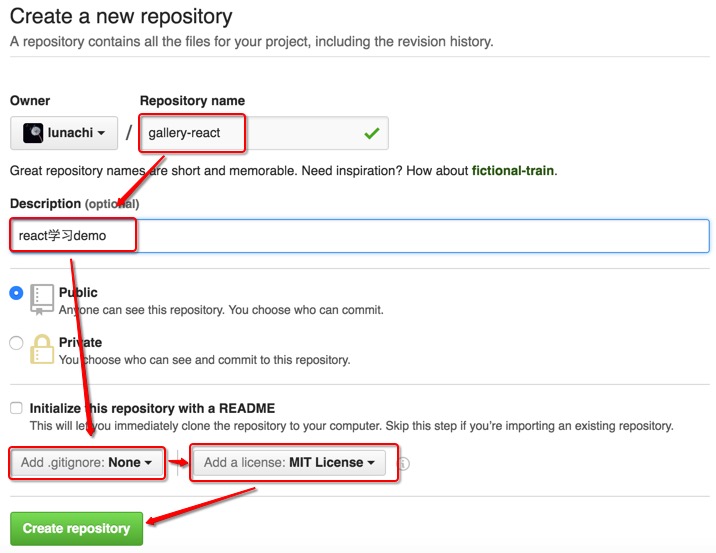 Create a new repository
A repository contains all the files for your project, including the revision history.
Owner
Repository name
lunachi / gallery-react
Great repository names are short and memorable. Need inspiration? How about fictional-train.
Description (optional)
react学习demo
Public
Anyone can see this repository. You choose who can commit.
Private
You choose who can see and commit to this repository.
Initialize this repository with a README
This will let you immediately clone the repository to your computer. Skip this step if you're importing an existing repository.
Add .gitignore: None
Add a license: MIT License
Create repository